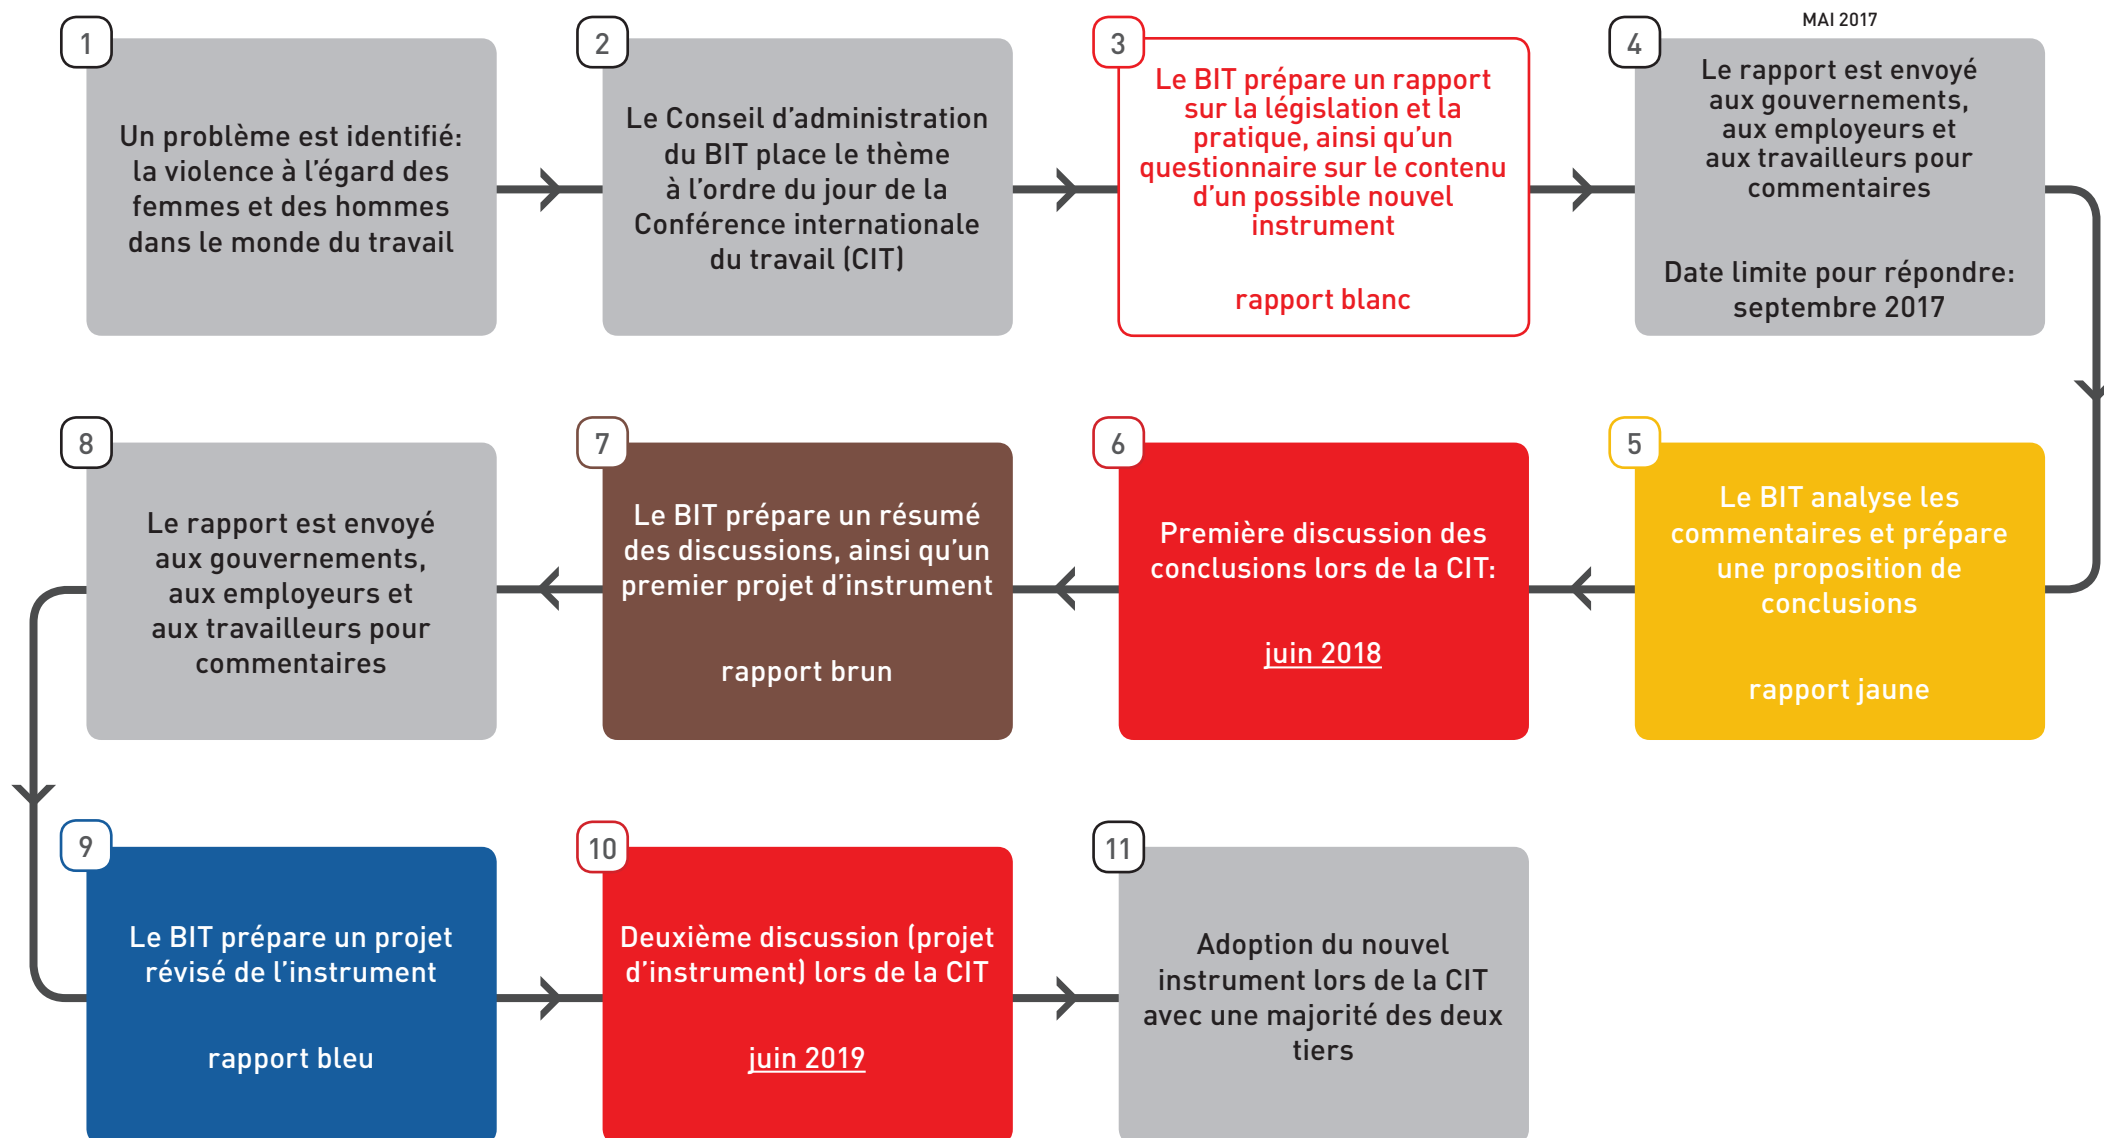 1
Un problème est identifié:
la violence à l'égard des
femmes et des hommes
dans le monde du travail
2
Le Conseil d'administration
du BIT place le thème
à l'ordre du jour de la
Conférence internationale
du travail (CIT)
3
Le BIT prépare un rapport
sur la législation et la
pratique, ainsi qu'un
questionnaire sur le contenu
d'un possible nouvel
instrument
rapport blanc
MAI 2017
4
Le rapport est envoyé
aux gouvernements,
aux employeurs et
aux travailleurs pour
commentaires
Date limite pour répondre:
septembre 2017
5
Le BIT analyse les
commentaires et prépare
une proposition de
conclusions
rapport jaune
6
Première discussion des
conclusions lors de la CIT:
juin 2018
7
Le BIT prépare un résumé
des discussions, ainsi qu'un
premier projet d'instrument
rapport brun
8
Le rapport est envoyé
aux gouvernements,
aux employeurs et
aux travailleurs pour
commentaires
9
Le BIT prépare un projet
révisé de l'instrument
rapport bleu
10
Deuxième discussion (projet
d'instrument) lors de la CIT
juin 2019
11
Adoption du nouvel
instrument lors de la CIT
avec une majorité des deux
tiers